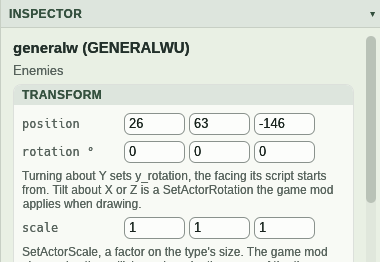 INSPECTOR
generalw (GENERALWU)
Enemies
TRANSFORM
position 26 63 -146
rotation ° 0 0 0
Turning about Y sets y_rotation, the facing its script starts
from. Tilt about X or Z is a SetActorRotation the game mod
applies when drawing.
scale 1 1 1
SetActorScale, a factor on the type's size. The game mod